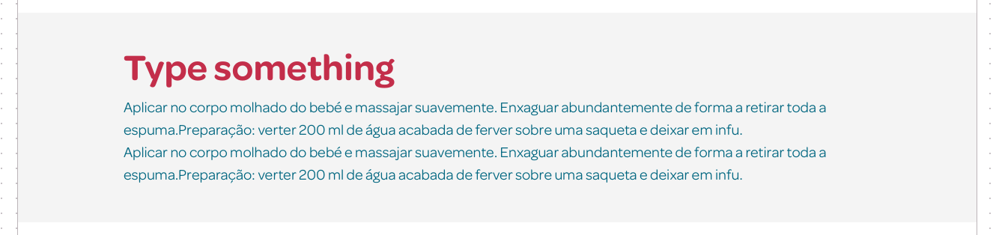 Type something
Aplicar no corpo molhado do bebé e massajar suavemente. Enxaguar abundantemente de forma a retirar toda a
espuma.Preparação: verter 200 ml de água acabada de ferver sobre uma saqueta e deixar em infu.
Aplicar no corpo molhado do bebé e massajar suavemente. Enxaguar abundantemente de forma a retirar toda a
espuma.Preparação: verter 200 ml de água acabada de ferver sobre uma saqueta e deixar em infu.